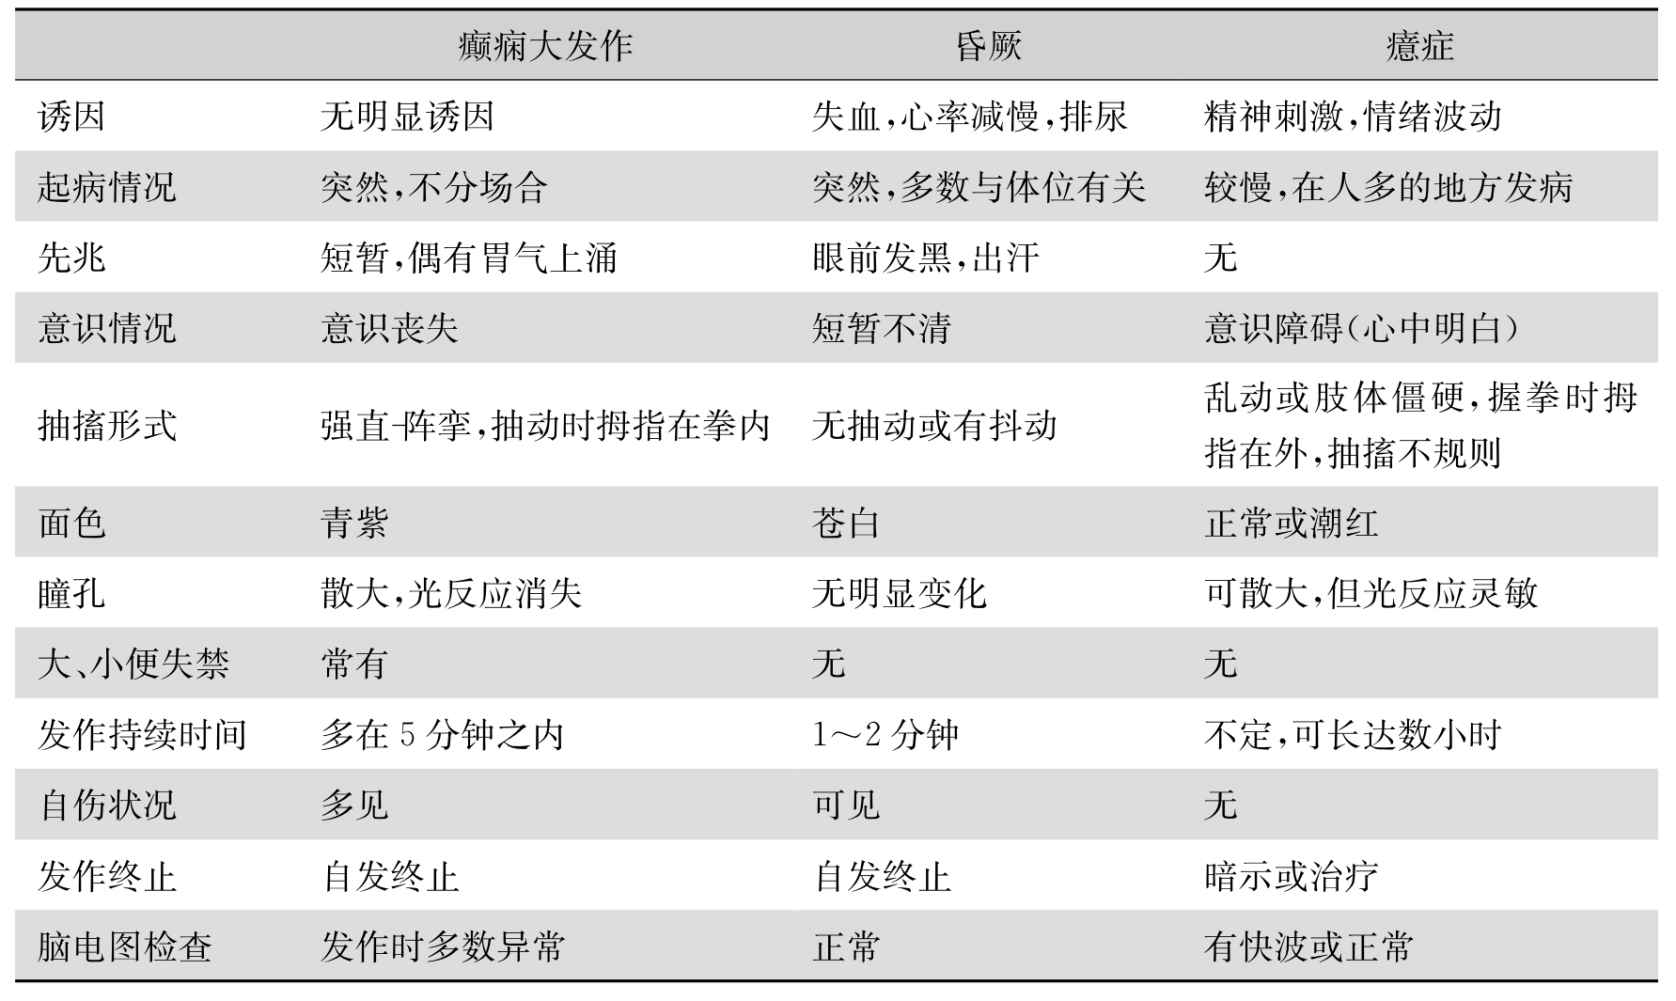 癫痫大发作 昏厥 癔症
诱因 无明显诱因 失血,心率减慢,排尿 精神刺激,情绪波动
起病情况 突然,不分场合 突然,多数与体位有关 较慢,在人多的地方发病
先兆 短暂,偶有胃气上涌 眼前发黑,出汗 无
意识情况 意识丧失 短暂不清 意识障碍(心中明白)
抽搐形式 强直-阵挛,抽动时拇指在拳内 无抽动或有抖动 乱动或肢体僵硬,握拳时拇
指在外,抽搐不规则
面色 青紫 苍白 正常或潮红
瞳孔 散大,光反应消失 无明显变化 可散大,但光反应灵敏
大、小便失禁 常有 无 无
发作持续时间 多在5分钟之内 1～2分钟 不定,可长达数小时
自伤状况 多见 可见 无
发作终止 自发终止 自发终止 暗示或治疗
脑电图检查 发作时多数异常 正常 有快波或正常